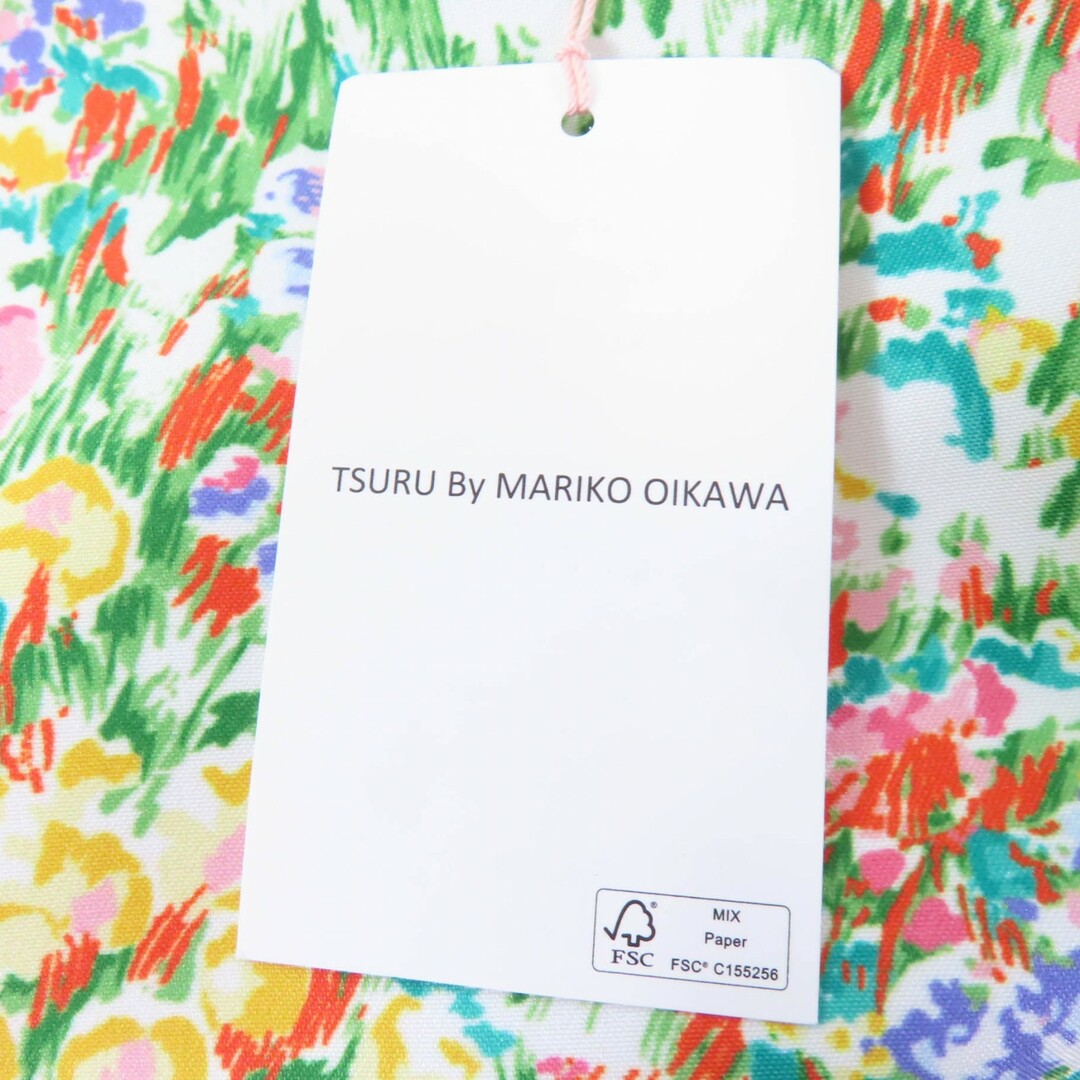 TSURU By MARIKO OIKAWA
FSC®
MIX
Paper
FSC® C155256